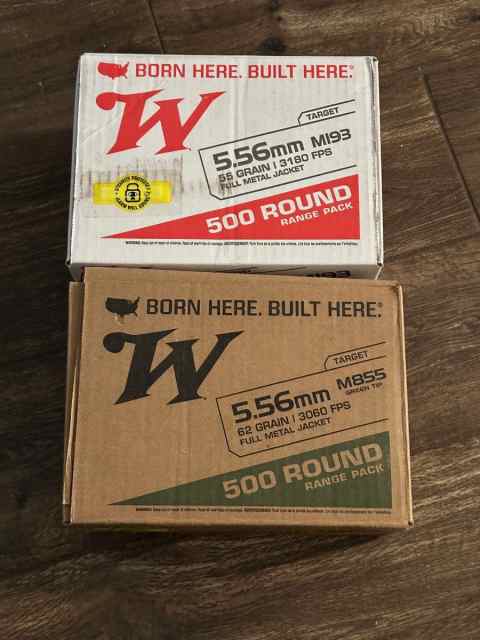 BORN HERE. BUILT HERE.®
W
TARGET
5.56mm M193
55 GRAIN | 3180 FPS
FULL METAL JACKET
500 ROUND
RANGE PACK
BORN HERE. BUILT HERE.®
W
TARGET
5.56mm M855
GREEN TIP
62 GRAIN | 3060 FPS
FULL METAL JACKET
500 ROUND
RANGE PACK